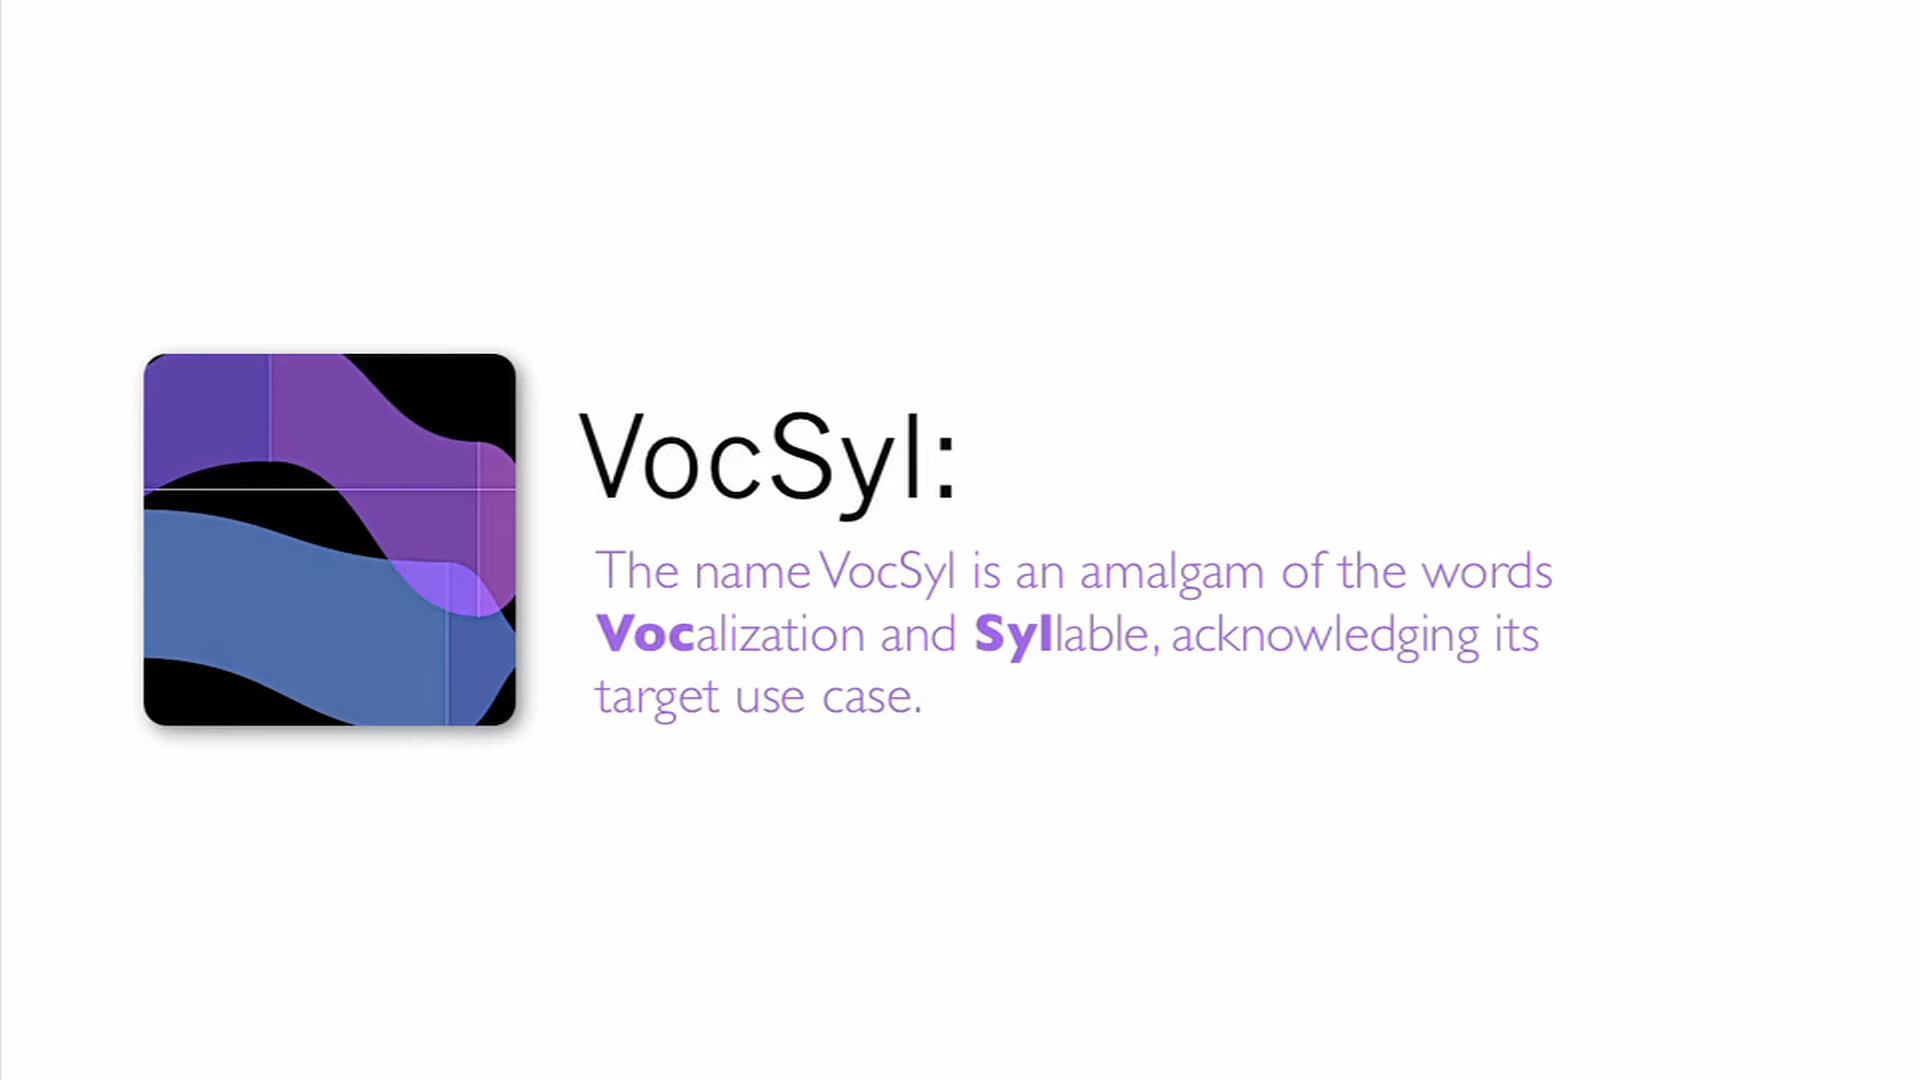 VocSyl:
The name VocSyl is an amalgam of the words
Vocalization and Syllable, acknowledging its
target use case.